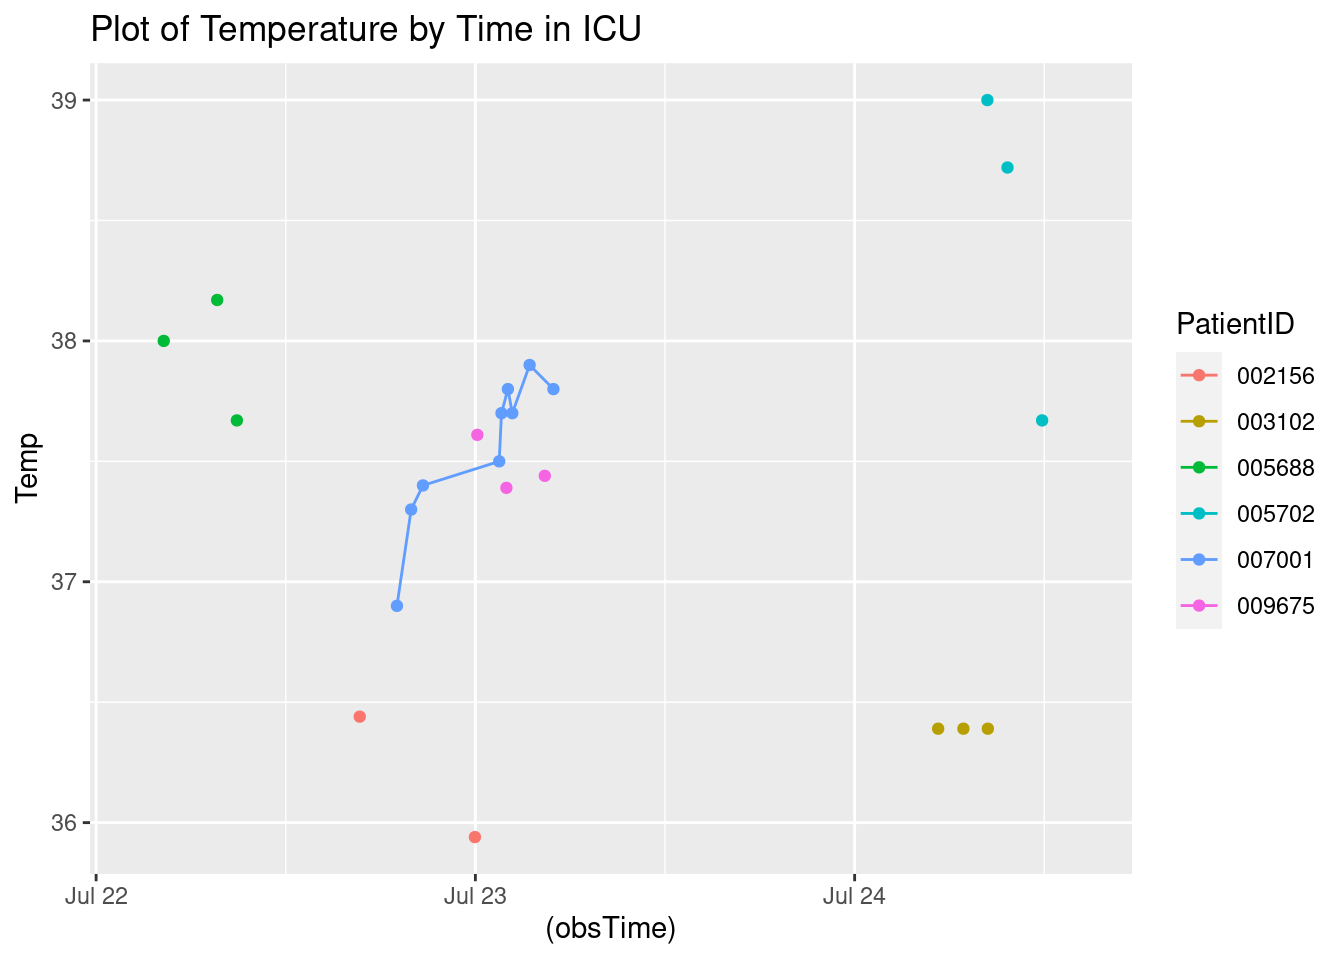 Plot of Temperature by Time in ICU
Temp
39
38
37
36
Jul 22
Jul 23
Jul 24
(obsTime)
PatientID
002156
003102
005688
005702
007001
009675